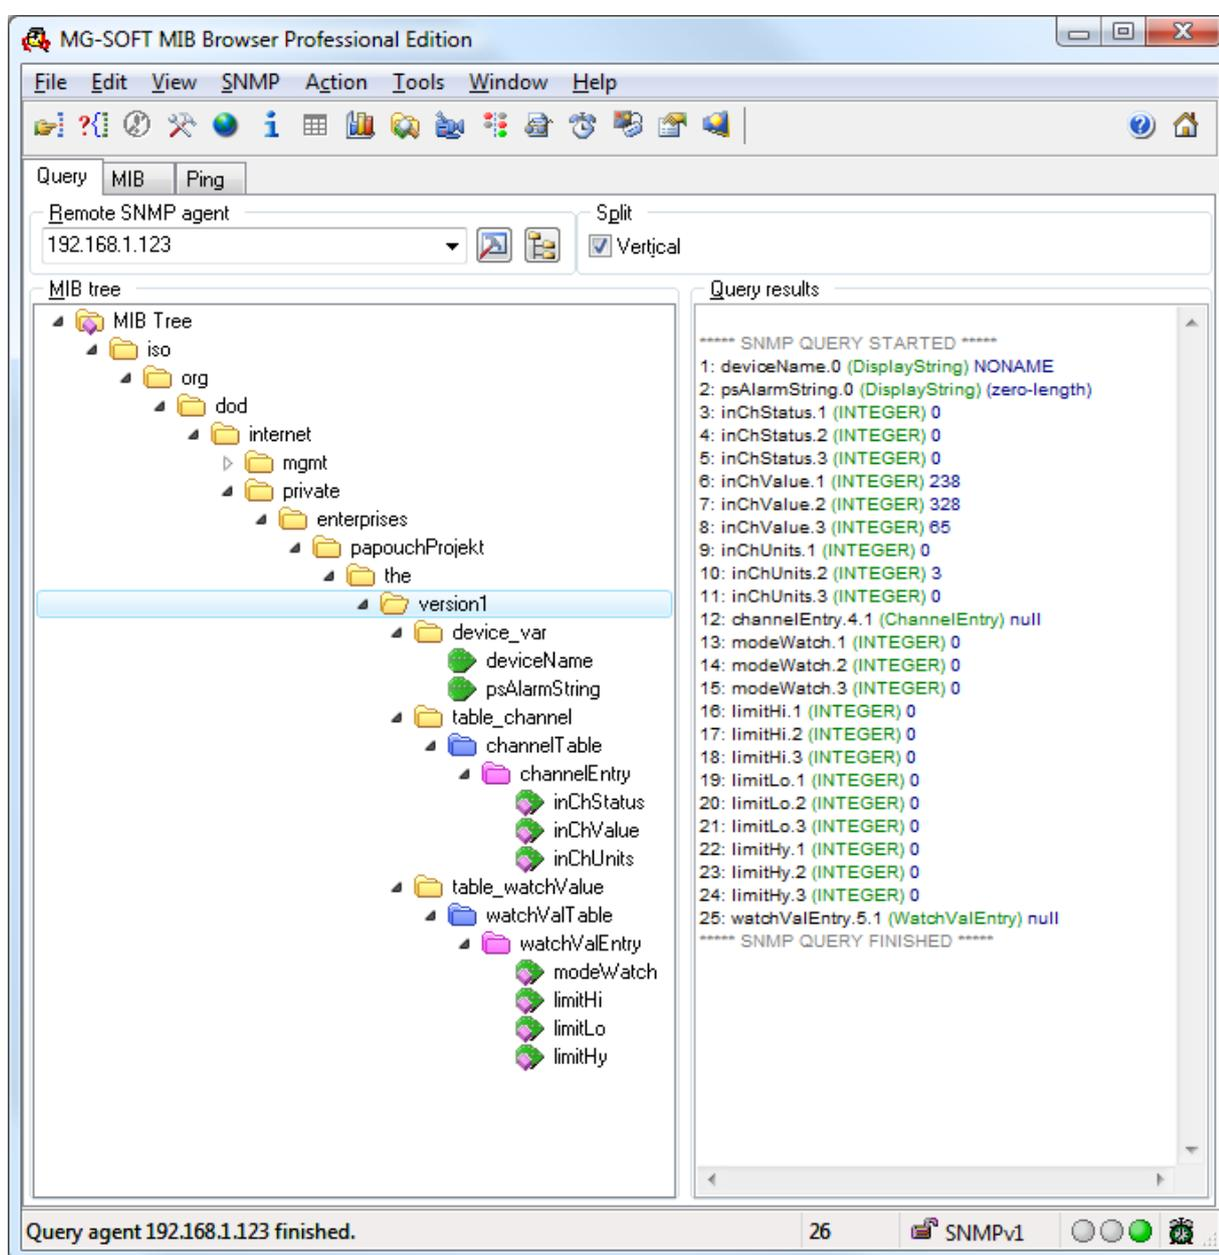 MG-SOFT MIB Browser Professional Edition
File Edit View SNMP Action Tools Window Help
Query MIB Ping
Remote SNMP agent
192.168.1.123
Split
Vertical
MIB tree
MIB Tree
iso
org
dod
internet
mgmt
private
enterprises
papouchProjekt
the
version1
device_var
deviceName
psAlarmString
table_channel
channelTable
channelEntry
inChStatus
inChValue
inChUnits
table_watchValue
watchValTable
watchValEntry
modeWatch
limitHi
limitLo
limitHy
Query results
***** SNMP QUERY STARTED *****
1: deviceName.0 (DisplayString) NONAME
2: psAlarmString.0 (DisplayString) (zero-length)
3: inChStatus.1 (INTEGER) 0
4: inChStatus.2 (INTEGER) 0
5: inChStatus.3 (INTEGER) 0
6: inChValue.1 (INTEGER) 238
7: inChValue.2 (INTEGER) 328
8: inChValue.3 (INTEGER) 65
9: inChUnits.1 (INTEGER) 0
10: inChUnits.2 (INTEGER) 3
11: inChUnits.3 (INTEGER) 0
12: channelEntry.4.1 (ChannelEntry) null
13: modeWatch.1 (INTEGER) 0
14: modeWatch.2 (INTEGER) 0
15: modeWatch.3 (INTEGER) 0
16: limitHi.1 (INTEGER) 0
17: limitHi.2 (INTEGER) 0
18: limitHi.3 (INTEGER) 0
19: limitLo.1 (INTEGER) 0
20: limitLo.2 (INTEGER) 0
21: limitLo.3 (INTEGER) 0
22: limitHy.1 (INTEGER) 0
23: limitHy.2 (INTEGER) 0
24: limitHy.3 (INTEGER) 0
25: watchValEntry.5.1 (WatchValEntry) null
***** SNMP QUERY FINISHED *****
Query agent 192.168.1.123 finished. 26 SNMPv1